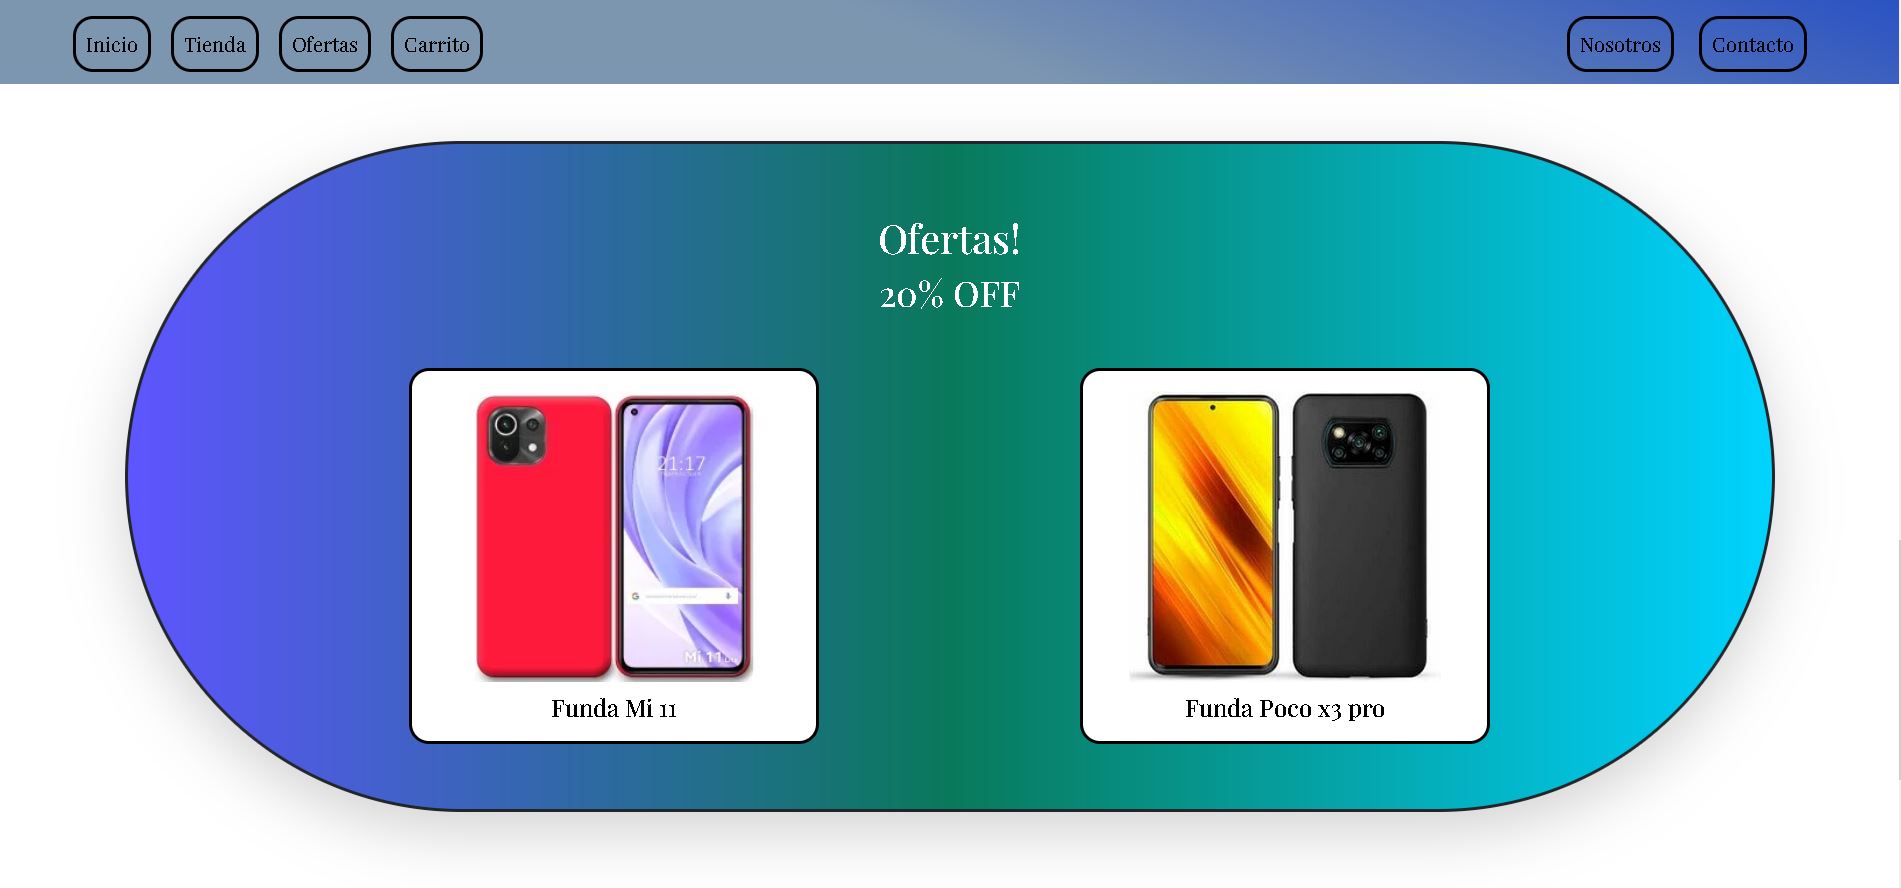 Inicio Tienda Ofertas Carrito Nosotros Contacto
Ofertas!
20% OFF
21:17
Mi 11
Funda Mi 11
Funda Poco x3 pro